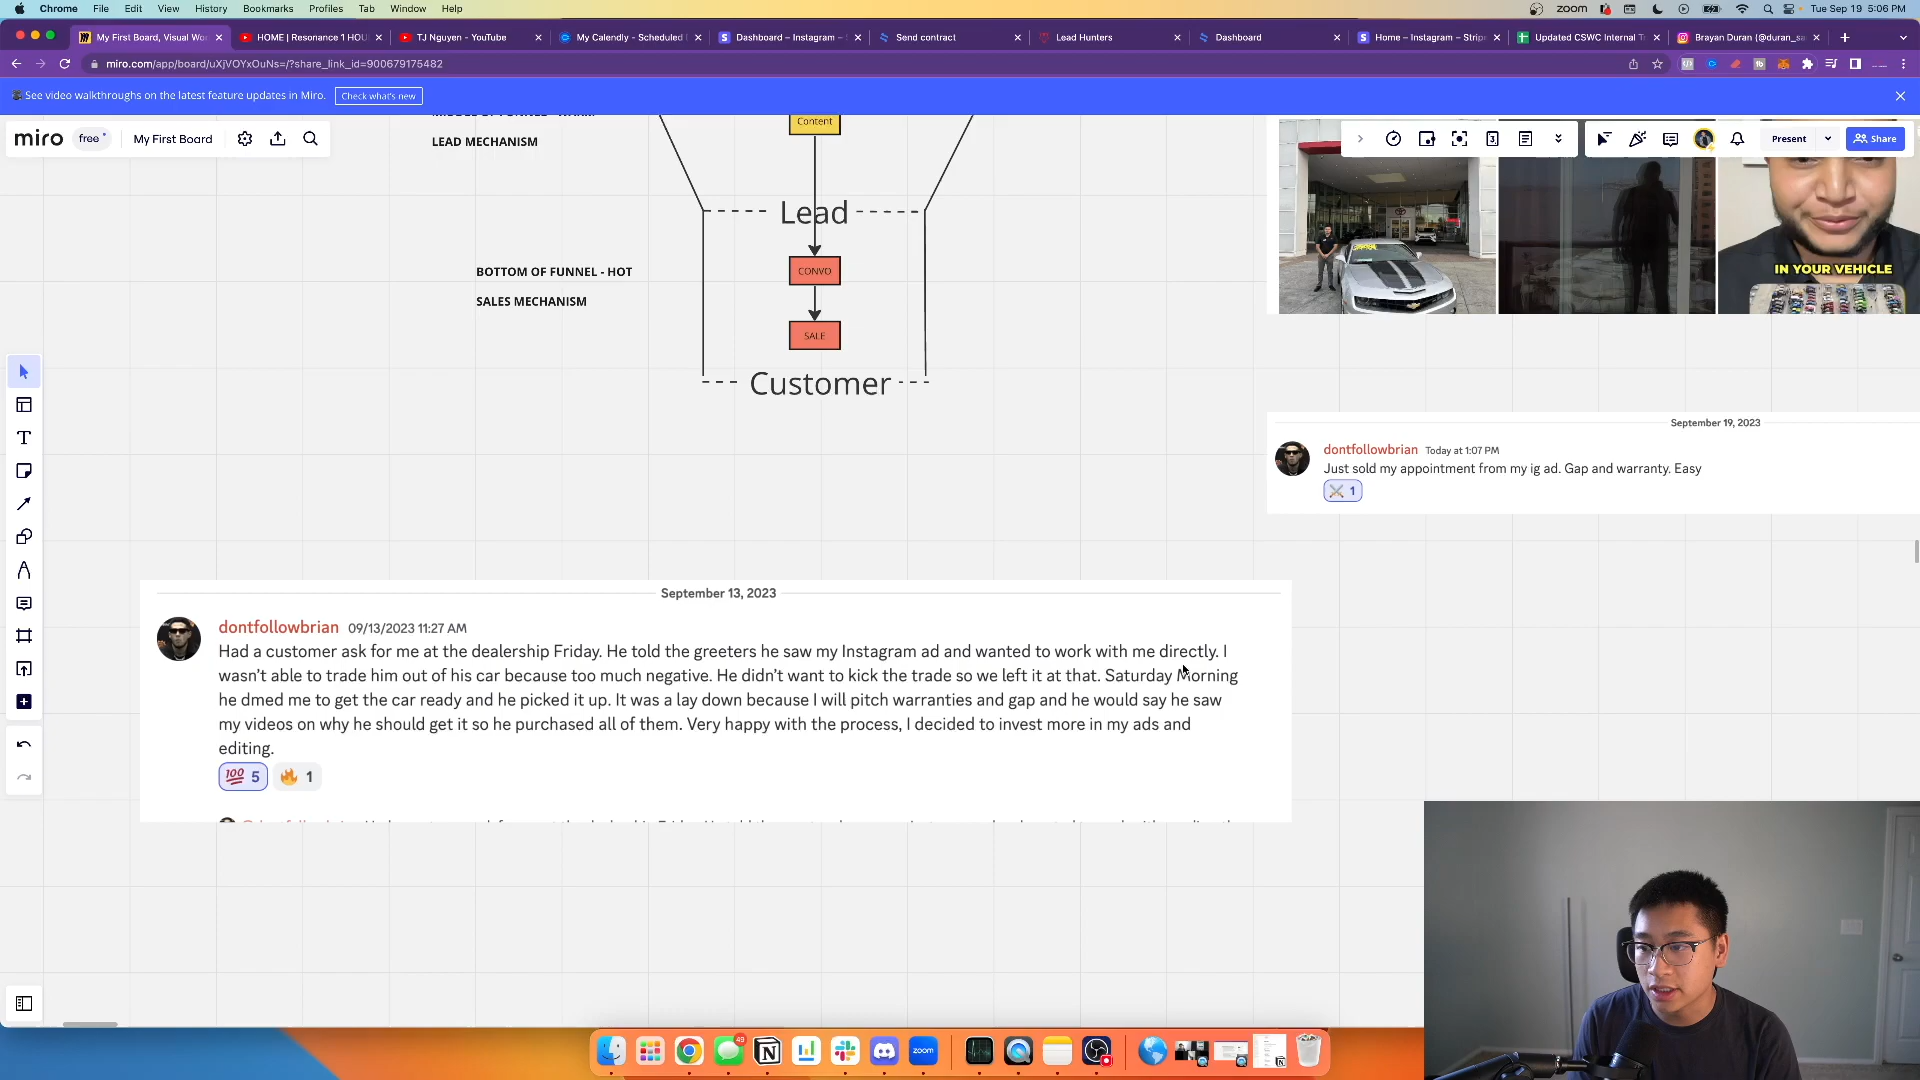 Chrome File Edit View History Bookmarks Profiles Tab Window Help
zoom
Tue Sep 19 5:06 PM
My First Board, Visual Wor
HOME | Resonance 1 HOU
TJ Nguyen - YouTube
My Calendly - Scheduled
Dashboard – Instagram –
Send contract
Lead Hunters
Dashboard
Home – Instagram – Stripe
Updated CSWC Internal T
Brayan Duran (@duran_sa
miro.com/app/board/uXjVOYxOuNs=/?share_link_id=900679175482
See video walkthroughs on the latest feature updates in Miro.
Check what's new
miro free My First Board
Present
Share
Content
LEAD MECHANISM
Lead
BOTTOM OF FUNNEL - HOT
CONVO
SALES MECHANISM
SALE
Customer
IN YOUR VEHICLE
September 19, 2023
dontfollowbrian Today at 1:07 PM
Just sold my appointment from my ig ad. Gap and warranty. Easy
1
September 13, 2023
dontfollowbrian 09/13/2023 11:27 AM
Had a customer ask for me at the dealership Friday. He told the greeters he saw my Instagram ad and wanted to work with me directly. I
wasn't able to trade him out of his car because too much negative. He didn't want to kick the trade so we left it at that. Saturday Morning
he dmed me to get the car ready and he picked it up. It was a lay down because I will pitch warranties and gap and he would say he saw
my videos on why he should get it so he purchased all of them. Very happy with the process, I decided to invest more in my ads and
editing.
100 5
1
49
zoom